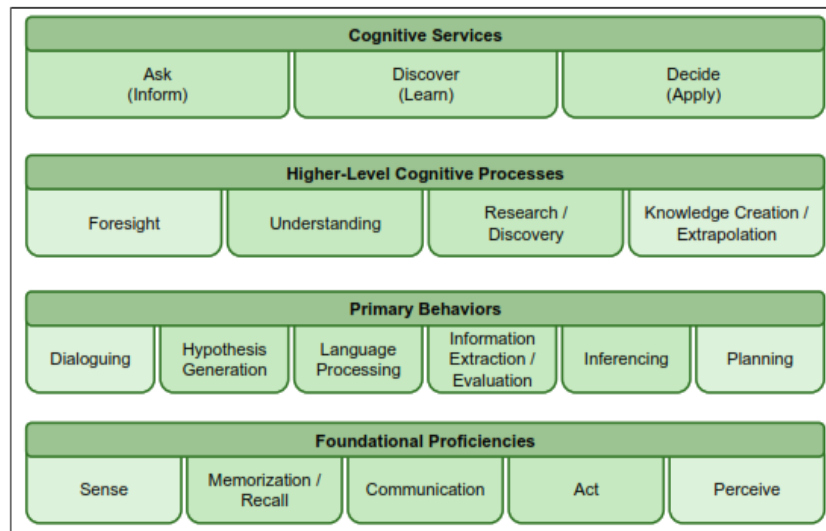 Cognitive Services
Ask
(Inform)
Discover
(Learn)
Decide
(Apply)
Higher-Level Cognitive Processes
Foresight
Understanding
Research /
Discovery
Knowledge Creation /
Extrapolation
Primary Behaviors
Dialoguing
Hypothesis
Generation
Language
Processing
Information
Extraction /
Evaluation
Inferencing
Planning
Foundational Proficiencies
Sense
Memorization /
Recall
Communication
Act
Perceive